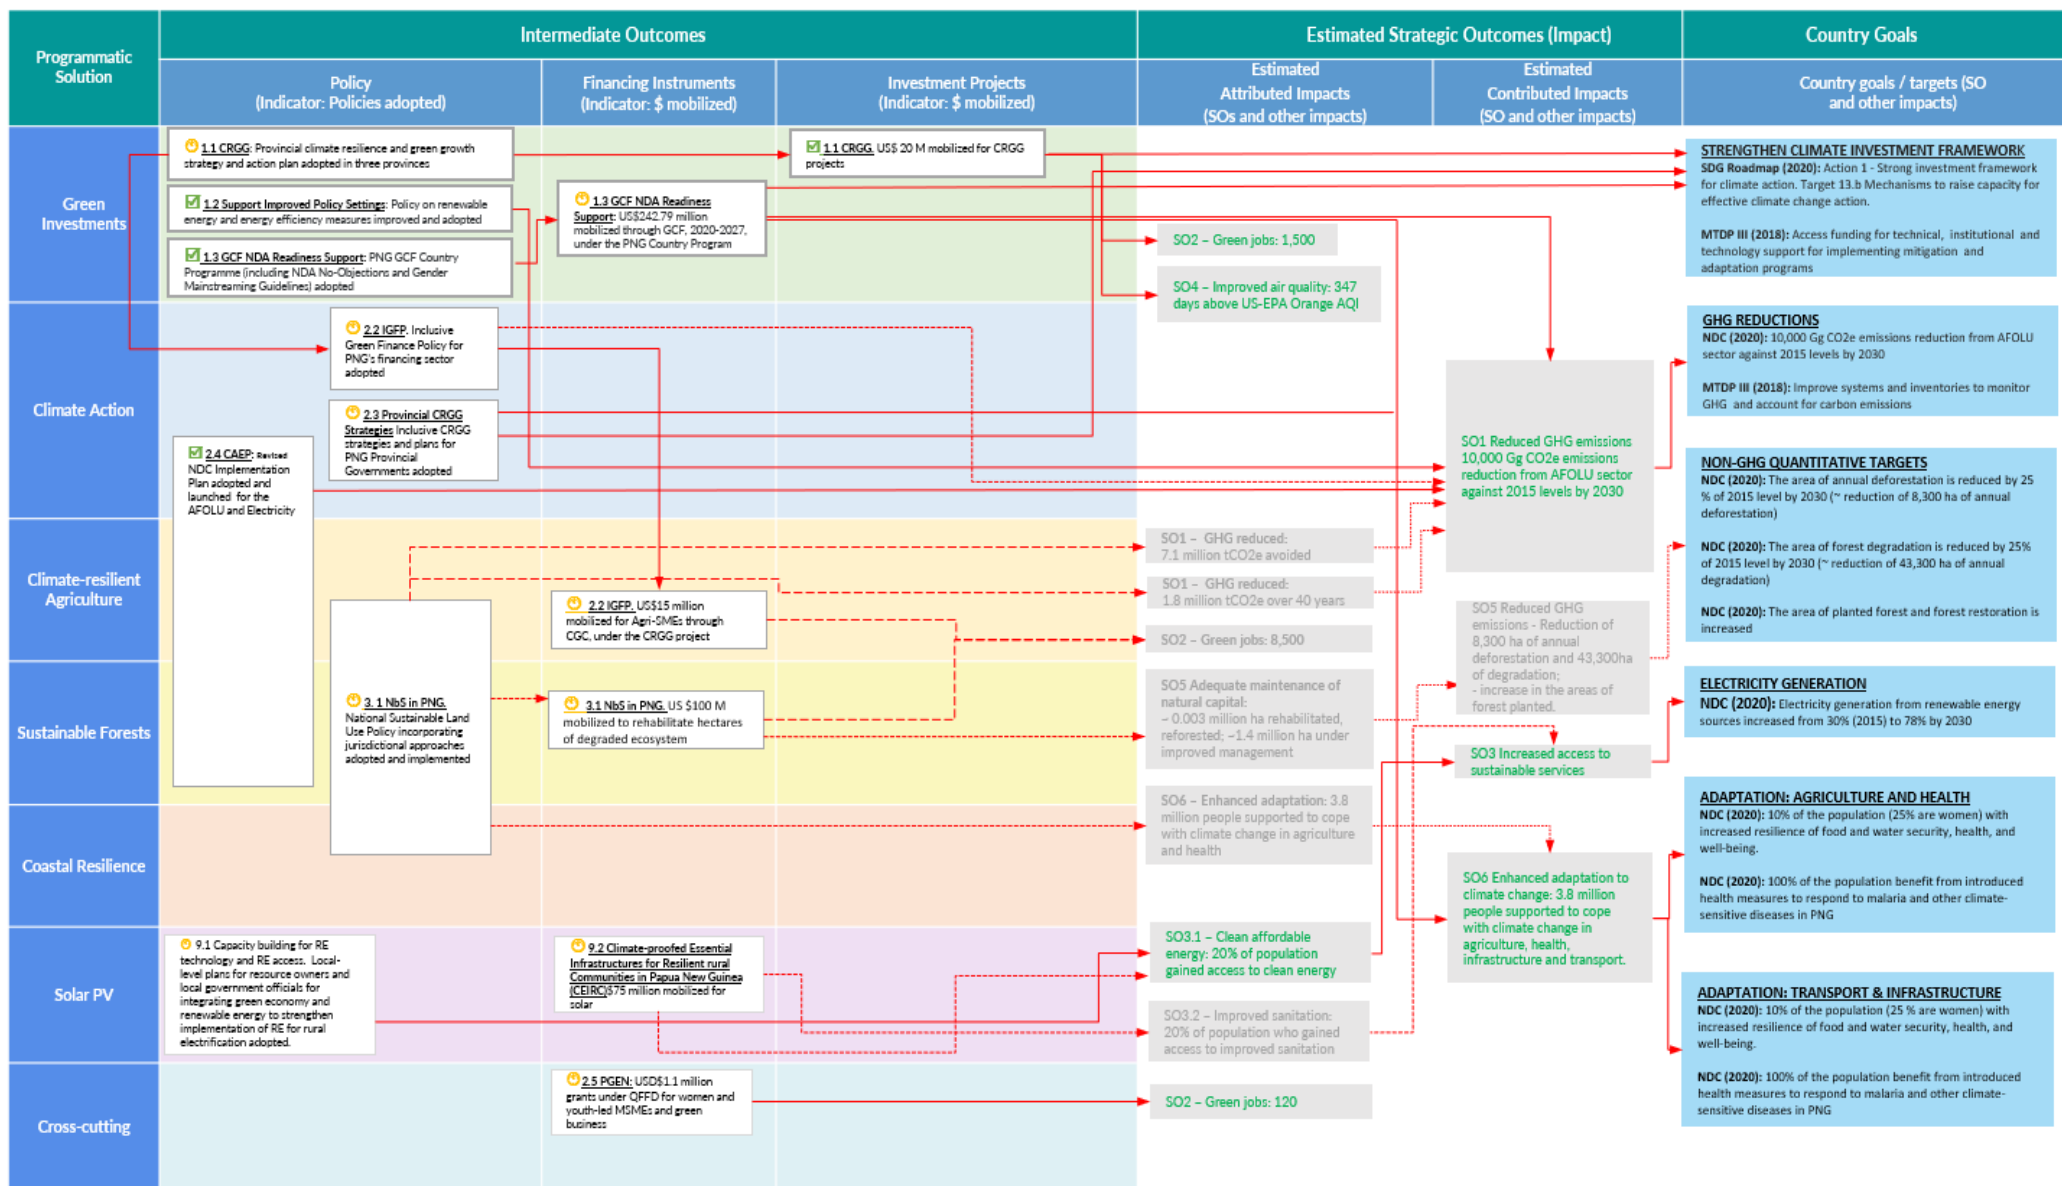 Programmatic
Solution
Intermediate Outcomes
Estimated Strategic Outcomes (Impact)
Country Goals
Policy
(Indicator: Policies adopted)
Financing Instruments
(Indicator: $ mobilized)
Investment Projects
(Indicator: $ mobilized)
Estimated
Attributed Impacts
(SOs and other impacts)
Estimated
Contributed Impacts
(SO and other impacts)
Country goals / targets (SO
and other impacts)
Green
Investments
1.1 CRGG: Provincial climate resilience and green growth
strategy and action plan adopted in three provinces
1.2 Support Improved Policy Settings: Policy on renewable
energy and energy efficiency measures improved and adopted
1.3 GCF NDA Readiness Support: PNG GCF Country
Programme (including NDA No-Objections and Gender
Mainstreaming Guidelines) adopted
1.3 GCF NDA Readiness
Support: US$242.79 million
mobilized through GCF, 2020-2027,
under the PNG Country Program
1.1 CRGG. US$ 20 M mobilized for CRGG
projects
SO2 – Green jobs: 1,500
SO4 – Improved air quality: 347
days above US-EPA Orange AQI
STRENGTHEN CLIMATE INVESTMENT FRAMEWORK
SDG Roadmap (2020): Action 1 - Strong investment framework
for climate action. Target 13.b Mechanisms to raise capacity for
effective climate change action.
MTDP III (2018): Access funding for technical, institutional and
technology support for implementing mitigation and
adaptation programs
Climate Action
2.2 IGFP. Inclusive
Green Finance Policy for
PNG's financing sector
adopted
2.3 Provincial CRGG
Strategies Inclusive CRGG
strategies and plans for
PNG Provincial
Governments adopted
2.4 CAEP: Revised
NDC Implementation
Plan adopted and
launched for the
AFOLU and Electricity
SO1 Reduced GHG emissions
10,000 Gg CO2e emissions
reduction from AFOLU sector
against 2015 levels by 2030
GHG REDUCTIONS
NDC (2020): 10,000 Gg CO2e emissions reduction from AFOLU
sector against 2015 levels by 2030
MTDP III (2018): Improve systems and inventories to monitor
GHG and account for carbon emissions
NON-GHG QUANTITATIVE TARGETS
NDC (2020): The area of annual deforestation is reduced by 25
% of 2015 level by 2030 (~ reduction of 8,300 ha of annual
deforestation)
NDC (2020): The area of forest degradation is reduced by 25%
of 2015 level by 2030 (~ reduction of 43,300 ha of annual
degradation)
NDC (2020): The area of planted forest and forest restoration is
increased
Climate-resilient
Agriculture
2.2 IGFP. US$15 million
mobilized for Agri-SMEs through
CGC, under the CRGG project
SO1 – GHG reduced:
7.1 million tCO2e avoided
SO1 – GHG reduced:
1.8 million tCO2e over 40 years
SO2 – Green jobs: 8,500
SO5 Reduced GHG
emissions - Reduction of
8,300 ha of annual
deforestation and 43,300ha
of degradation;
- increase in the areas of
forest planted.
Sustainable Forests
3. 1 NbS in PNG.
National Sustainable Land
Use Policy incorporating
jurisdictional approaches
adopted and implemented
3.1 NbS in PNG. US $100 M
mobilized to rehabilitate hectares
of degraded ecosystem
SO5 Adequate maintenance of
natural capital:
~ 0.003 million ha rehabilitated,
reforested; ~1.4 million ha under
improved management
SO3 Increased access to
sustainable services
ELECTRICITY GENERATION
NDC (2020): Electricity generation from renewable energy
sources increased from 30% (2015) to 78% by 2030
Coastal Resilience
SO6 – Enhanced adaptation: 3.8
million people supported to cope
with climate change in agriculture
and health
SO6 Enhanced adaptation to
climate change: 3.8 million
people supported to cope
with climate change in
agriculture, health,
infrastructure and transport.
ADAPTATION: AGRICULTURE AND HEALTH
NDC (2020): 10% of the population (25% are women) with
increased resilience of food and water security, health, and
well-being.
NDC (2020): 100% of the population benefit from introduced
health measures to respond to malaria and other climate-
sensitive diseases in PNG
Solar PV
9.1 Capacity building for RE
technology and RE access. Local-
level plans for resource owners and
local government officials for
integrating green economy and
renewable energy to strengthen
implementation of RE for rural
electrification adopted.
9.2 Climate-proofed Essential
Infrastructures for Resilient rural
Communities in Papua New Guinea
(CEIRC)$75 million mobilized for
solar
SO3.1 – Clean affordable
energy: 20% of population
gained access to clean energy
SO3.2 – Improved sanitation:
20% of population who gained
access to improved sanitation
ADAPTATION: TRANSPORT & INFRASTRUCTURE
NDC (2020): 10% of the population (25 % are women) with
increased resilience of food and water security, health, and
well-being.
NDC (2020): 100% of the population benefit from introduced
health measures to respond to malaria and other climate-
sensitive diseases in PNG
Cross-cutting
2.5 PGEN: USD$1.1 million
grants under QFFD for women and
youth-led MSMEs and green
business
SO2 – Green jobs: 120